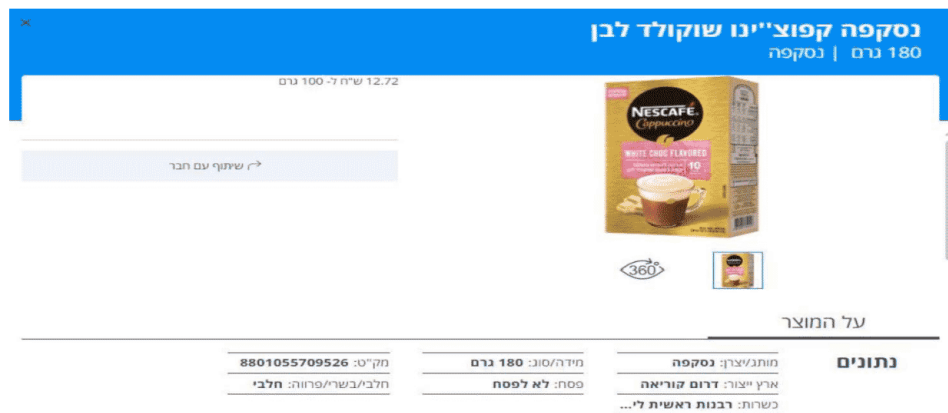 נסקפה קפוצ''ינו שוקולד לבן
180 גרם | נסקפה
12.72 ש"ח ל- 100 גרם
שיתוף עם חבר
NESCAFÉ.
Cappuccino
WHITE CHOC FLAVORED
10
360°
על המוצר
נתונים
מותג/יצרן: נסקפה
מידה/סוג: 180 גרם
מק"ט: 8801055709526
ארץ ייצור: דרום קוריאה
פסח: לא לפסח
חלבי/בשרי/פרווה: חלבי
כשרות: רבנות ראשית לי...